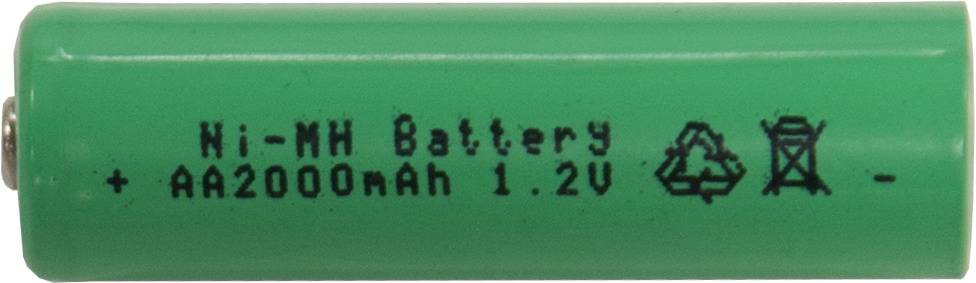 Ni-MH Battery
+ AA2000mAh 1.2V -